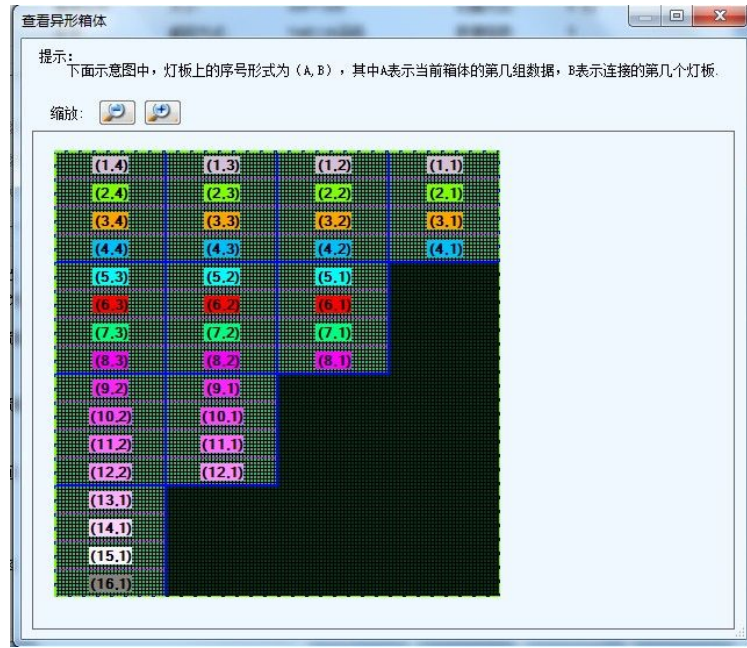 查看异形箱体
提示:
下面示意图中，灯板上的序号形式为（A,B），其中A表示当前箱体的第几组数据，B表示连接的第几个灯板.
缩放:
(1,4) (1,3) (1,2) (1,1)
(2,4) (2,3) (2,2) (2,1)
(3,4) (3,3) (3,2) (3,1)
(4,4) (4,3) (4,2) (4,1)
(5,3) (5,2) (5,1)
(6,3) (6,2) (6,1)
(7,3) (7,2) (7,1)
(8,3) (8,2) (8,1)
(9,2) (9,1)
(10,2) (10,1)
(11,2) (11,1)
(12,2) (12,1)
(13,1)
(14,1)
(15,1)
(16,1)